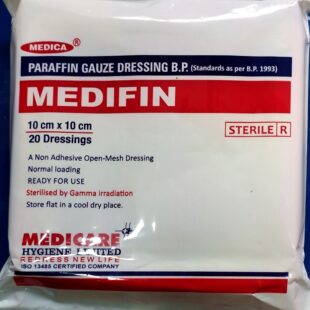 MEDICA ®
PARAFFIN GAUZE DRESSING B.P. (Standards as per B.P. 1993)
MEDIFIN
10 cm x 10 cm
20 Dressings
STERILE R
A Non Adhesive Open-Mesh Dressing
Normal loading
READY FOR USE
Sterilised by Gamma irradiation
Store flat in a cool dry place.
MEDICARE
HYGIENE LIMITED
REDRESS NEW LIFE
ISO 13485 CERTIFIED COMPANY